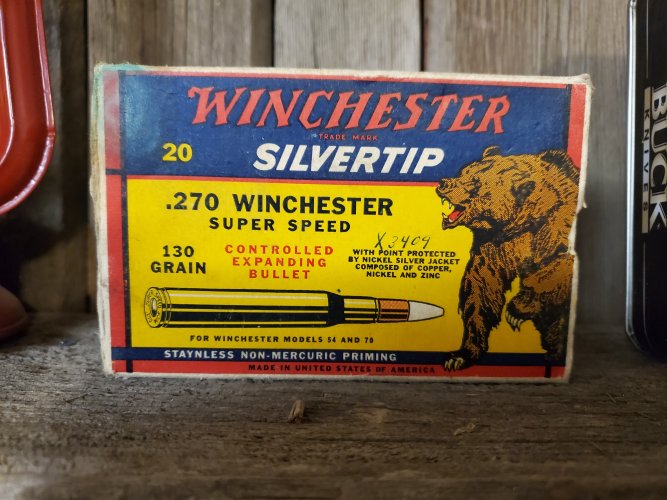 WINCHESTER
TRADE MARK
20
SILVERTIP
.270 WINCHESTER
SUPER SPEED
130
GRAIN
CONTROLLED
EXPANDING
BULLET
X3409
WITH POINT PROTECTED
BY NICKEL SILVER JACKET
COMPOSED OF COPPER,
NICKEL AND ZINC
FOR WINCHESTER MODELS 54 AND 70
STAYNLESS NON-MERCURIC PRIMING
MADE IN UNITED STATES OF AMERICA
BUCK
KNIVES